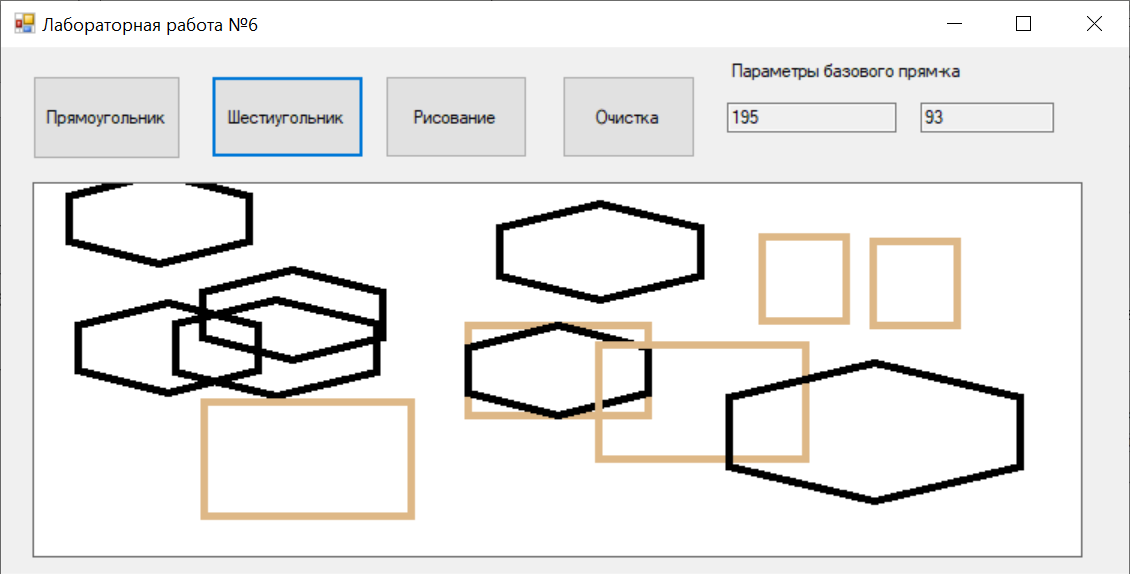 Лабораторная работа №6
Параметры базового прям-ка
Прямоугольник
Шестиугольник
Рисование
Очистка
195
93